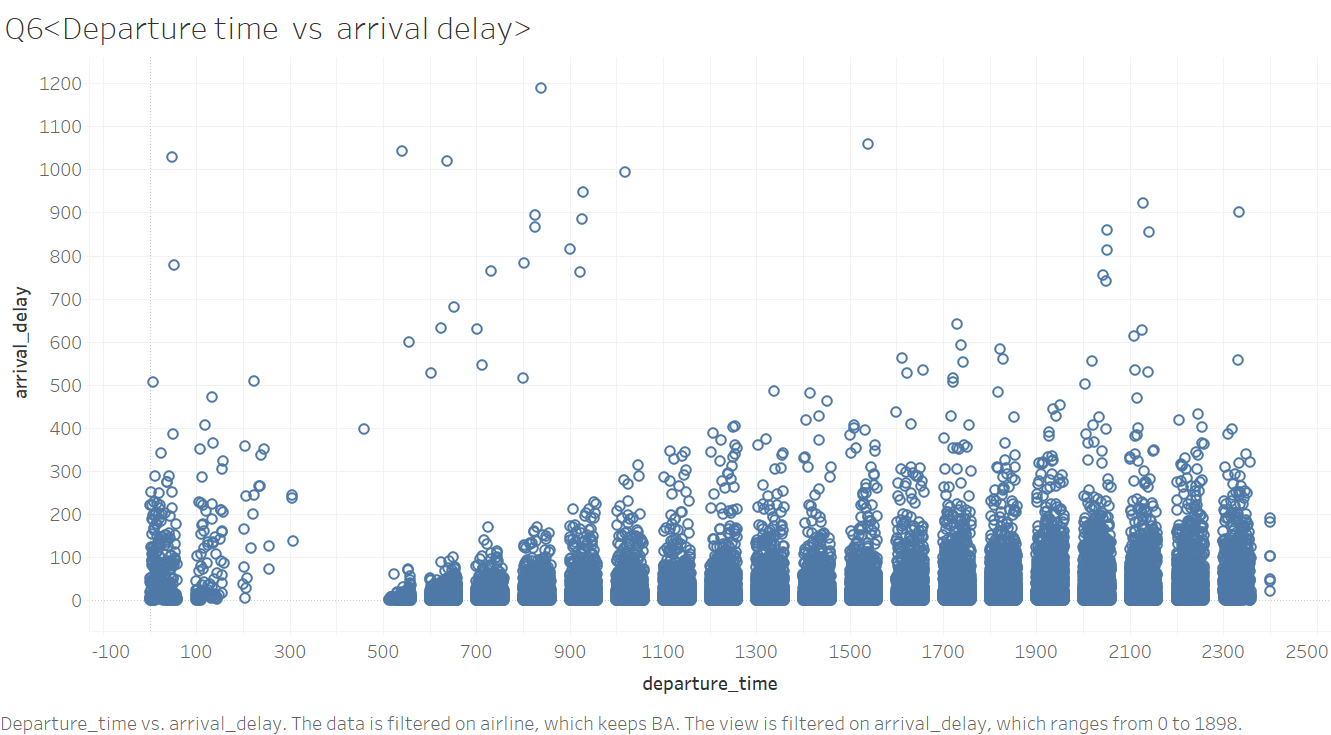 Q6<Departure time vs arrival delay>
1200
1100
1000
900
800
700
600
500
400
300
200
100
0
arrival_delay
-100 100 300 500 700 900 1100 1300 1500 1700 1900 2100 2300 2500
departure_time
Departure_time vs. arrival_delay. The data is filtered on airline, which keeps BA. The view is filtered on arrival_delay, which ranges from 0 to 1898.